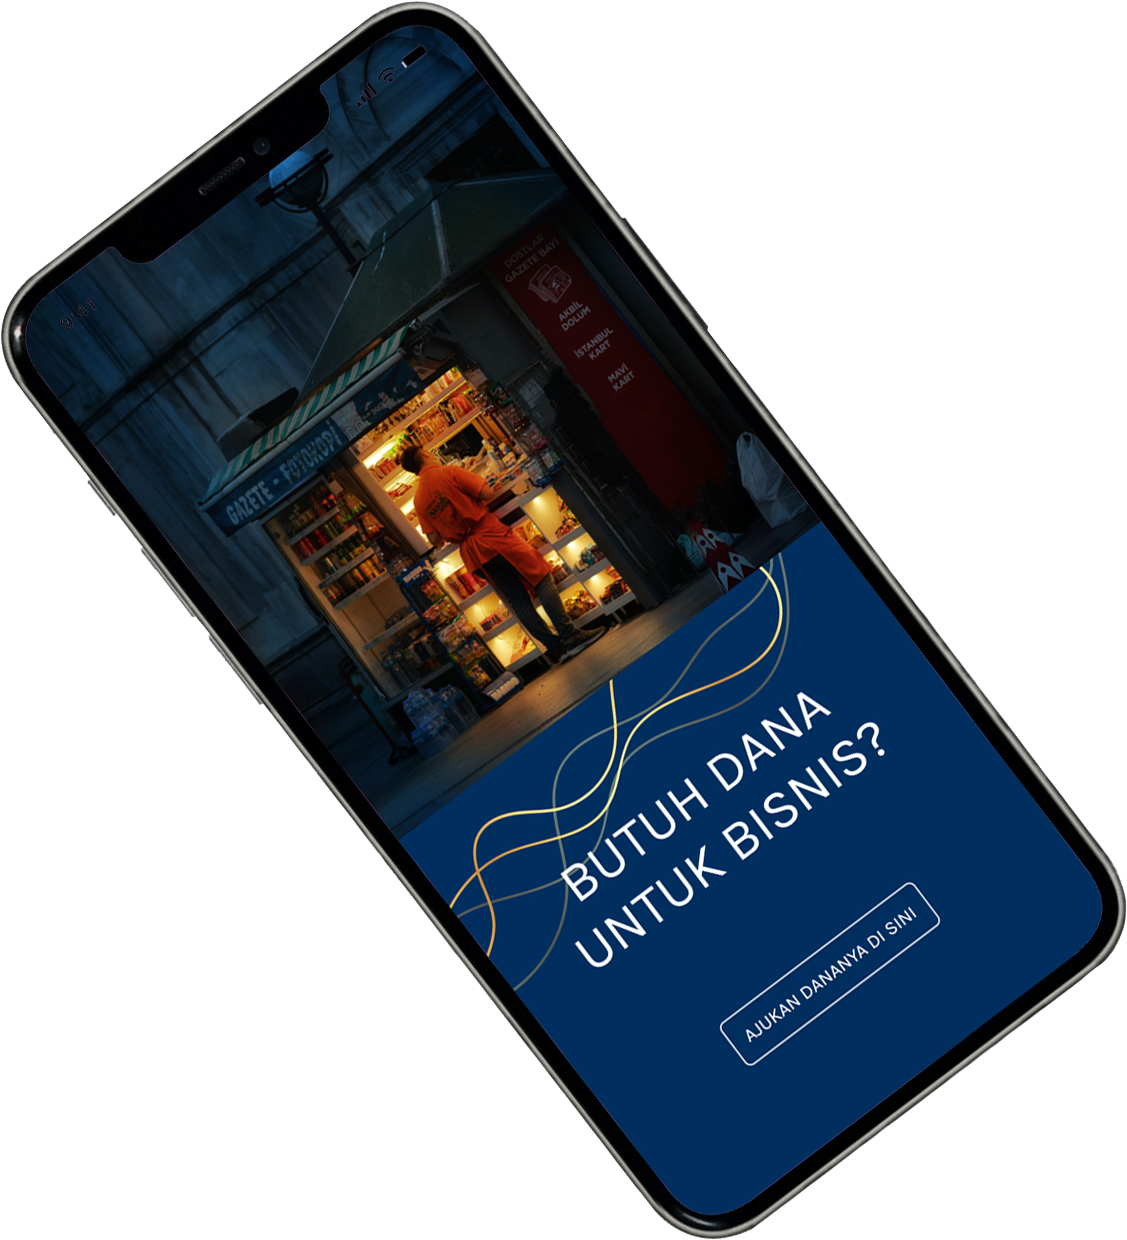 9:41
DOSTLAR
GAZETE BAYİ
AKBİL
DOLUM
İSTANBUL
KART
MAVİ
KART
GAZETE - FOTOKOPİ
BUTUH DANA
UNTUK BISNIS?
AJUKAN DANANYA DI SINI